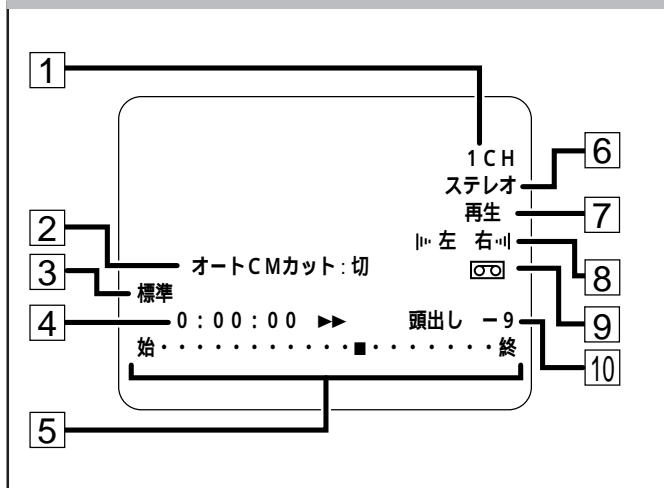 1
1CH
6
ステレオ
7
再生
2
左 右
8
オートCMカット:切
3
標準
9
4
0:00:00 ▶▶ 頭出し －9
10
始・・・・・・・・・・・■・・・・・・・終
5